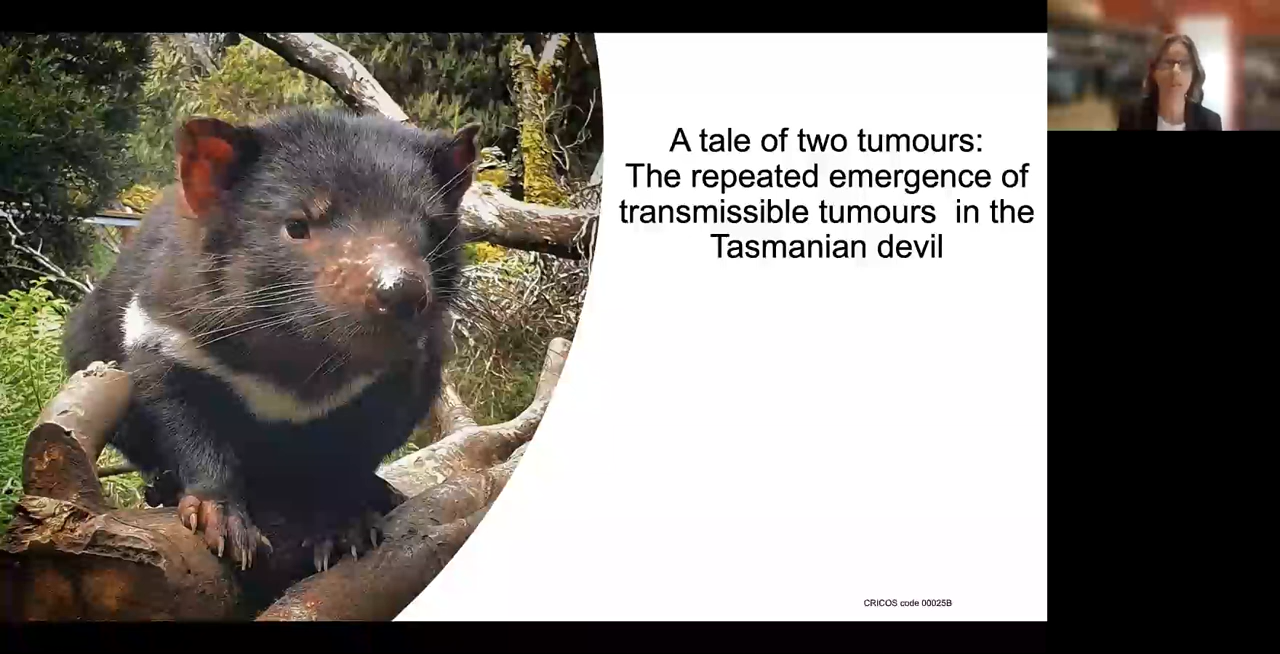 A tale of two tumours:
The repeated emergence of
transmissible tumours  in the
Tasmanian devil
CRICOS code 00025B